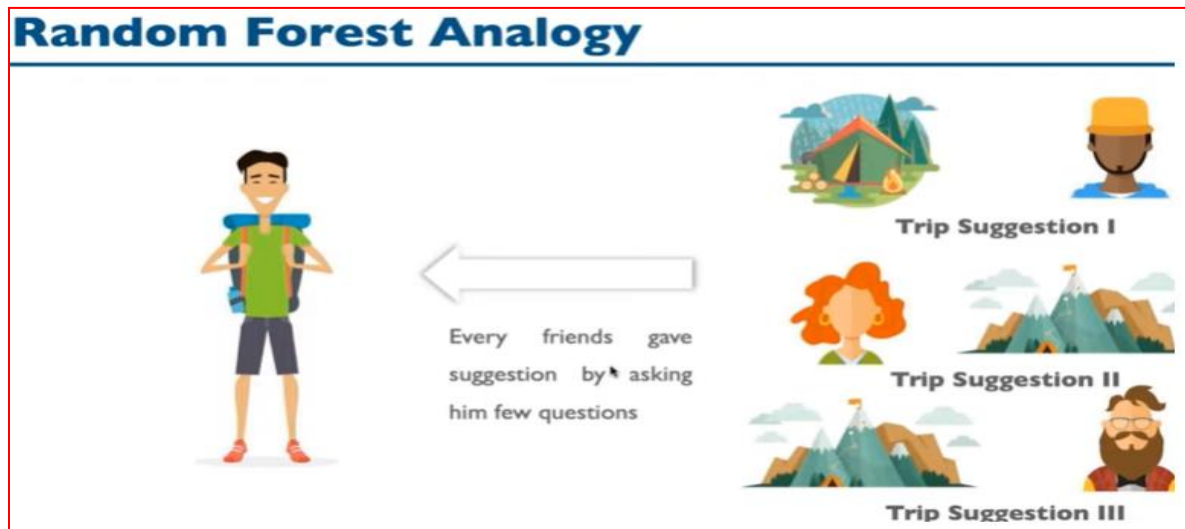 Random Forest Analogy
Trip Suggestion I
Every friends gave
suggestion by asking
him few questions
Trip Suggestion II
Trip Suggestion III